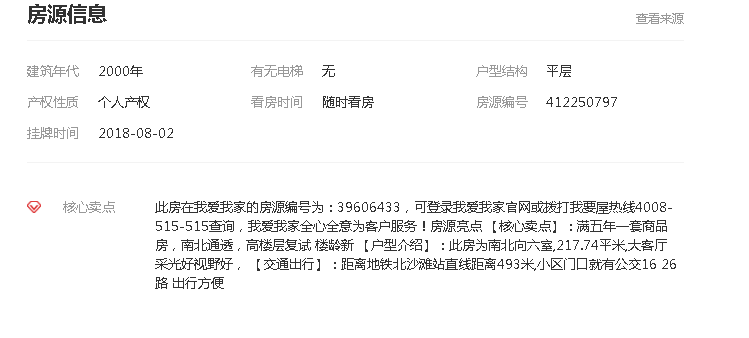 房源信息
查看来源
建筑年代 2000年 有无电梯 无 户型结构 平层
产权性质 个人产权 看房时间 随时看房 房源编号 412250797
挂牌时间 2018-08-02
核心卖点 此房在我爱我家的房源编号为：39606433，可登录我爱我家官网或拨打我要屋热线4008-
515-515查询，我爱我家全心全意为客户服务！房源亮点 【核心卖点】：满五年一套商品
房，南北通透，高楼层复试 楼龄新 【户型介绍】：此房为南北向六室,217.74平米,大客厅
采光好视野好， 【交通出行】：距离地铁北沙滩站直线距离493米,小区门口就有公交16 26
路 出行方便